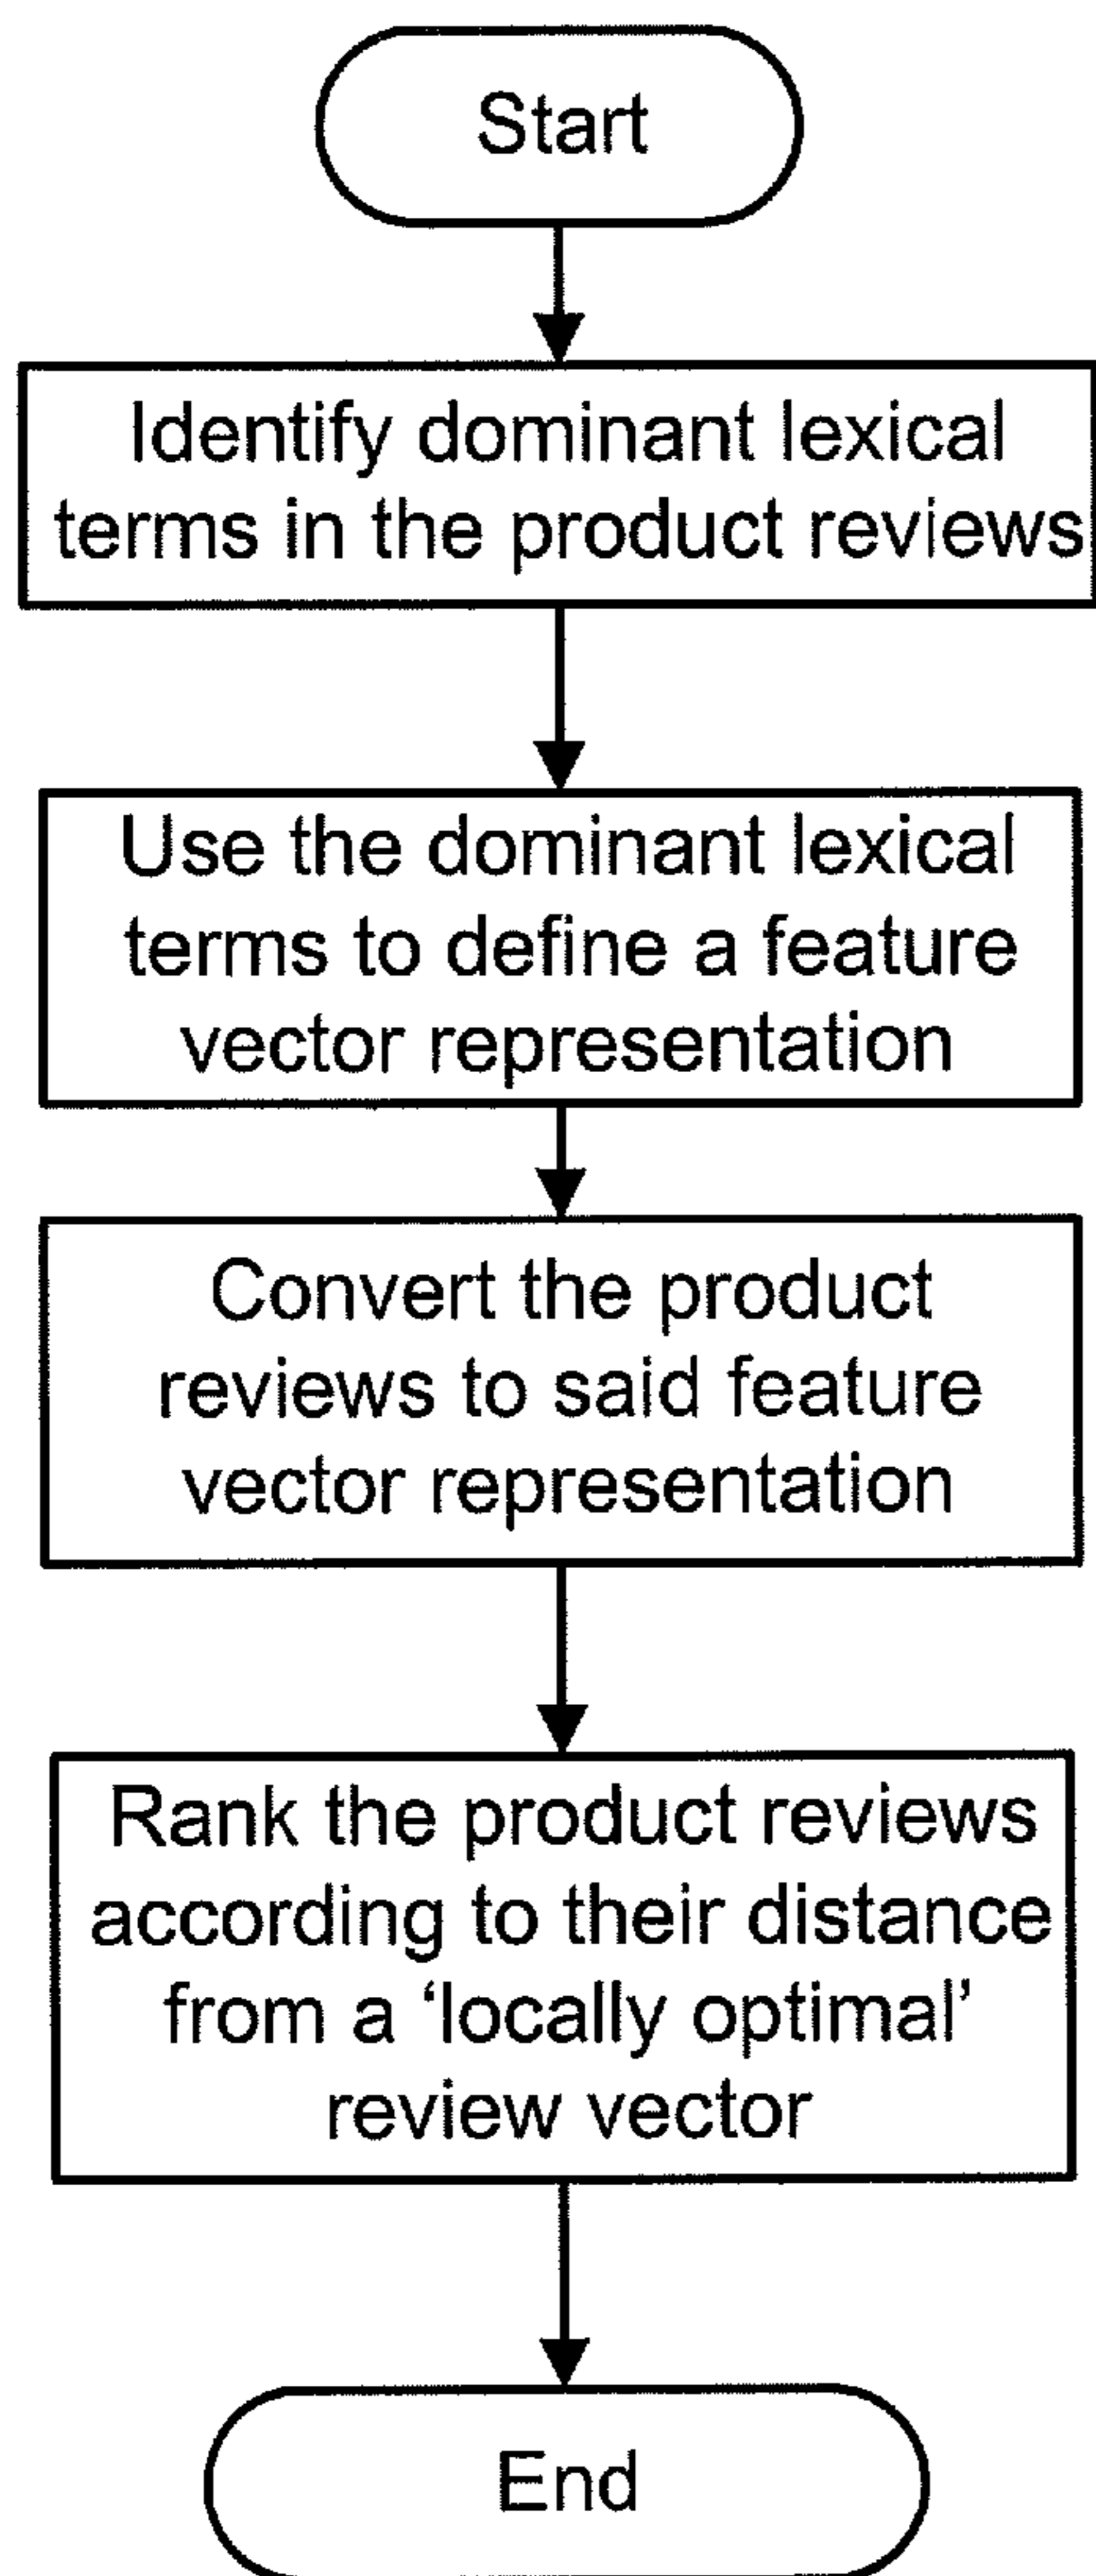 Start
Identify dominant lexical
terms in the product reviews
Use the dominant lexical
terms to define a feature
vector representation
Convert the product
reviews to said feature
vector representation
Rank the product reviews
according to their distance
from a ‘locally optimal’
review vector
End